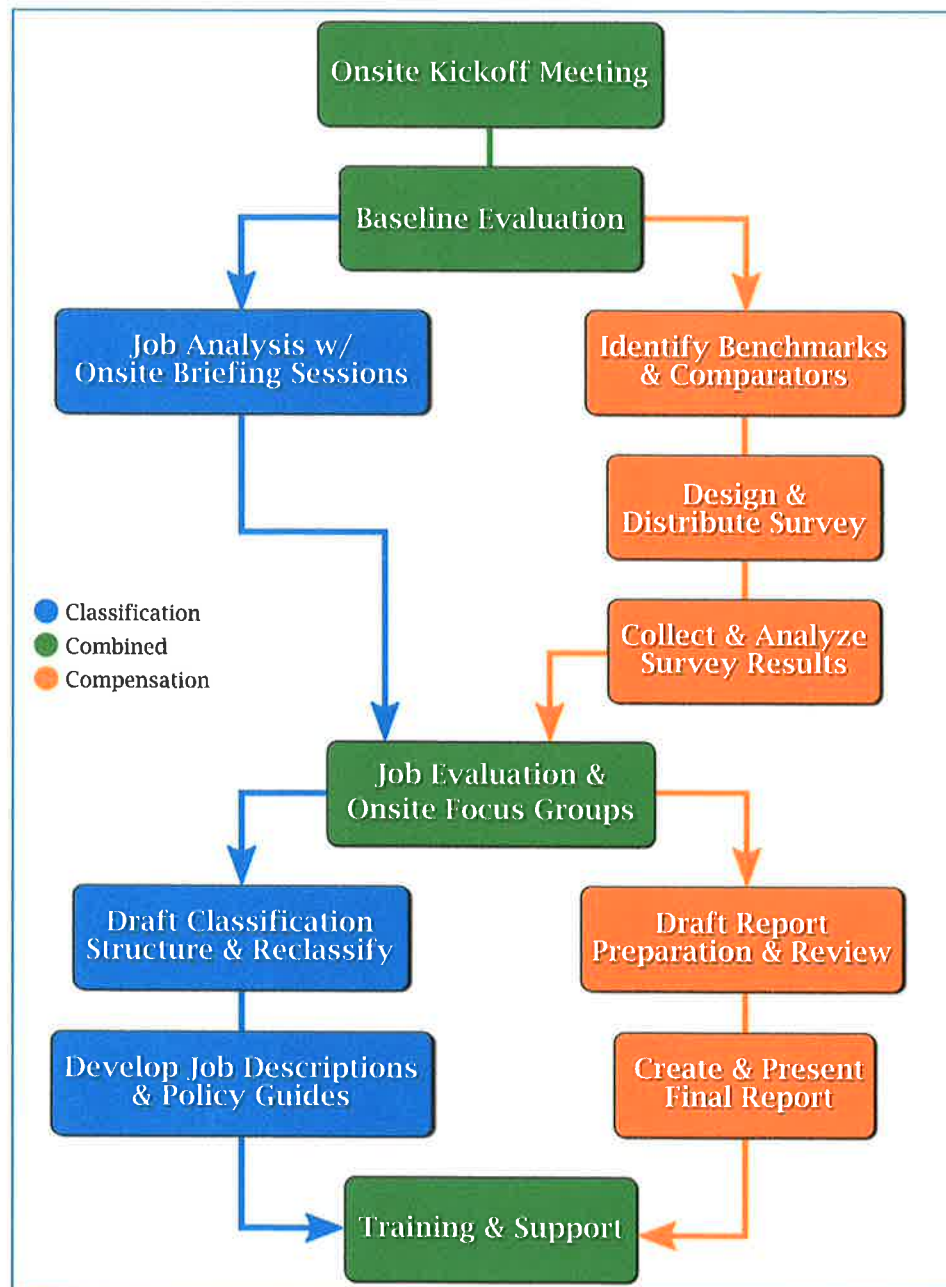 Onsite Kickoff Meeting
Baseline Evaluation
Job Analysis w/
Onsite Briefing Sessions
Identify Benchmarks
& Comparators
Design &
Distribute Survey
Classification
Combined
Compensation
Collect & Analyze
Survey Results
Job Evaluation &
Onsite Focus Groups
Draft Classification
Structure & Reclassify
Draft Report
Preparation & Review
Develop Job Descriptions
& Policy Guides
Create & Present
Final Report
Training & Support